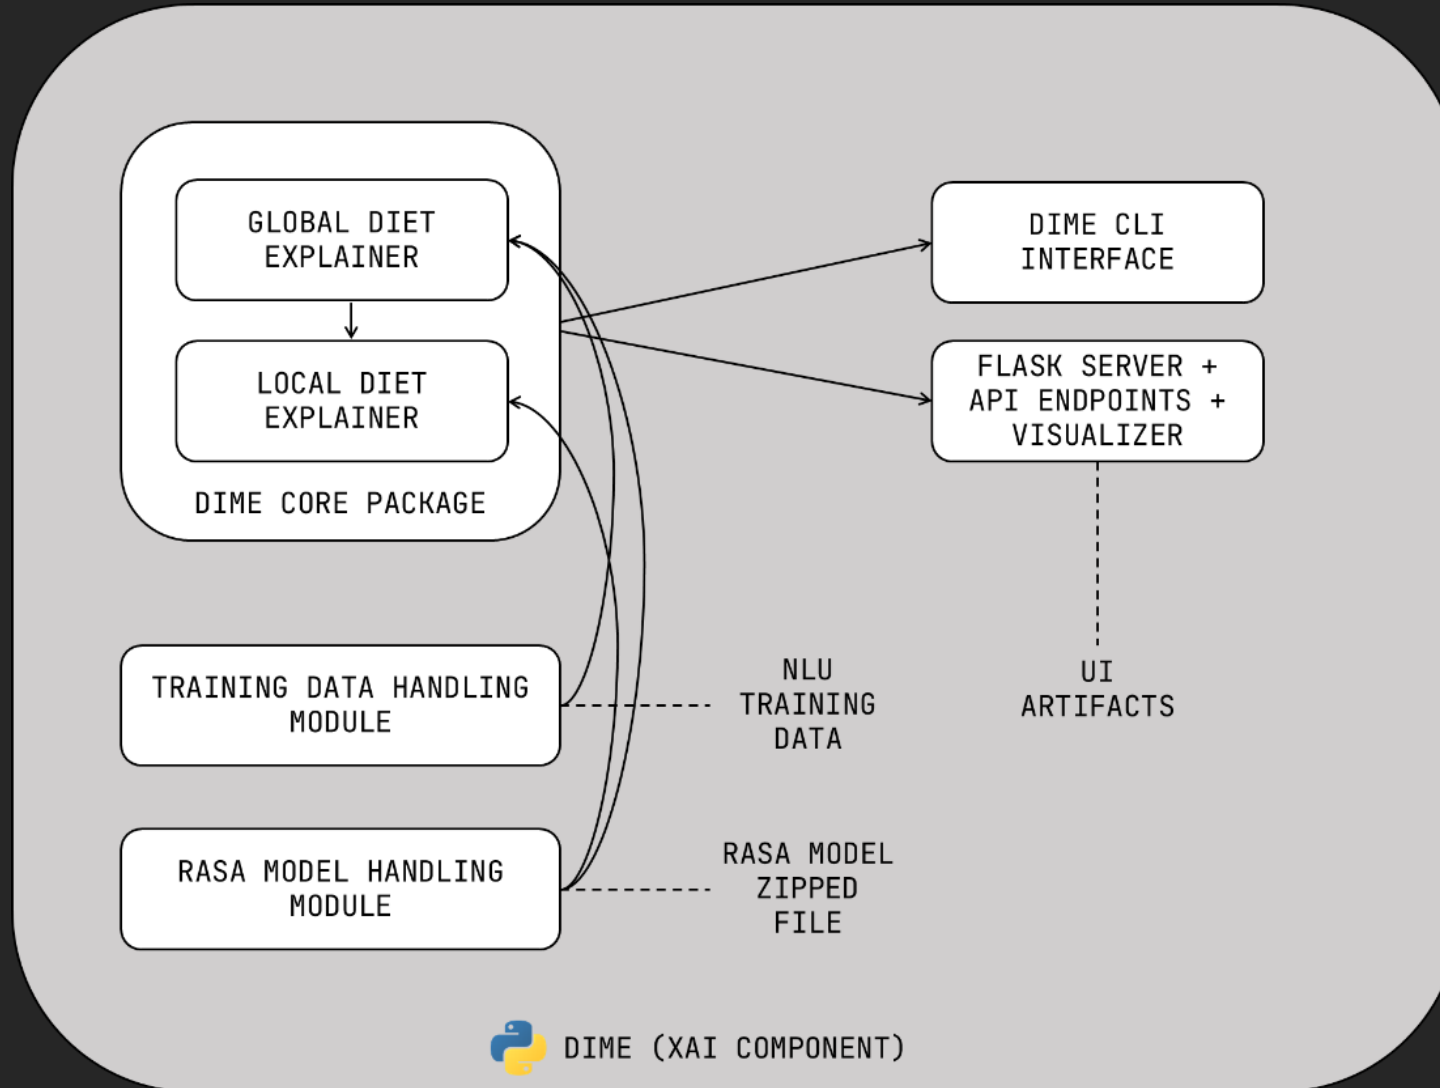 GLOBAL DIET
EXPLAINER
LOCAL DIET
EXPLAINER
DIME CORE PACKAGE
DIME CLI
INTERFACE
FLASK SERVER +
API ENDPOINTS +
VISUALIZER
TRAINING DATA HANDLING
MODULE
NLU
TRAINING
DATA
UI
ARTIFACTS
RASA MODEL HANDLING
MODULE
RASA MODEL
ZIPPED
FILE
DIME (XAI COMPONENT)